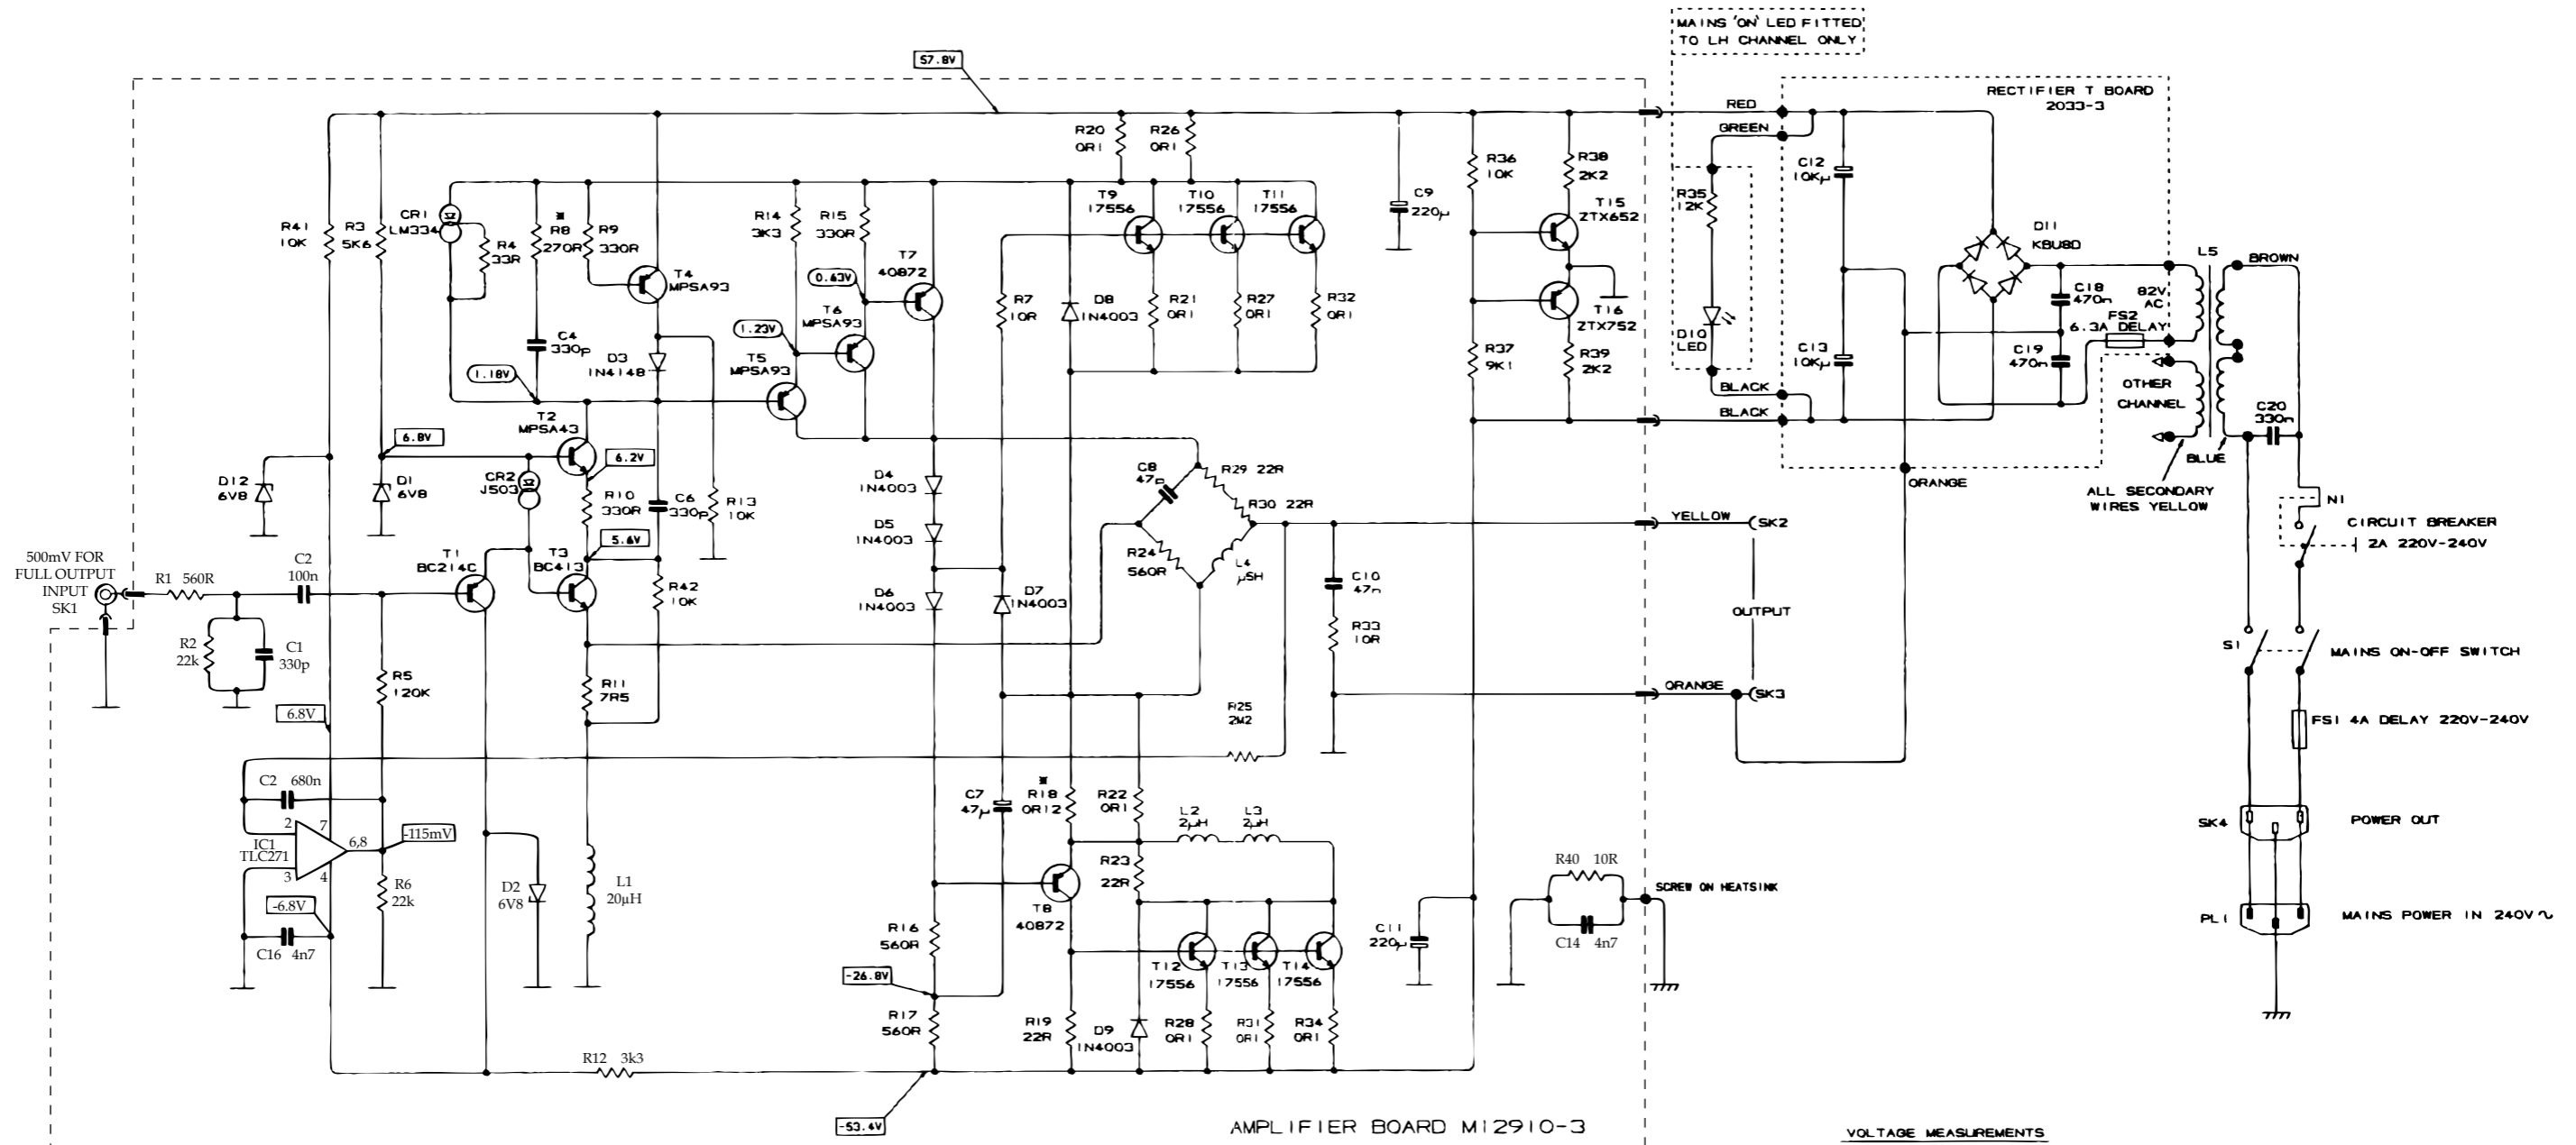 MAINS 'ON' LED FITTED
TO LH CHANNEL ONLY
57.8V
RECTIFIER T BOARD
2033-3
RED
GREEN
R20
0R1
R26
0R1
R36
10K
R38
2K2
C12
10Kµ
R35
12K
T9
17556
T10
17556
T11
17556
C9
220µ
T15
ZTX652
R41
10K
R3
5K6
CR1
LM334
R4
33R
※
R8
270R
R9
330R
R14
3K3
R15
330R
T7
40872
D11
KBU8D
L5
BROWN
T4
MPSA93
0.63V
T6
MPSA93
R7
10R
D8
1N4003
R21
0R1
R27
0R1
R32
0R1
T16
ZTX752
C18
470n
82V
AC
FS2
6.3A DELAY
1.23V
C4
330p
D3
1N4148
T5
MPSA93
R37
9K1
R39
2K2
D10
LED
C13
10Kµ
C19
470n
1.18V
OTHER
CHANNEL
BLACK
BLACK
C20
330n
T2
MPSA43
6.8V
6.2V
BLUE
D12
6V8
D1
6V8
CR2
J503
R10
330R
C6
330p
R13
10K
D4
1N4003
C8
47n
R29 22R
R30 22R
ORANGE
ALL SECONDARY
WIRES YELLOW
N1
D5
1N4003
YELLOW
SK2
CIRCUIT BREAKER
2A 220V-240V
5.6V
500mV FOR
FULL OUTPUT
INPUT
SK1
R1 560R
C2
100n
T1
BC214C
T3
BC413
R42
10K
D6
1N4003
D7
1N4003
R24
560R
L4
µ5H
C10
47n
R33
10R
OUTPUT
R2
22k
C1
330p
R5
120K
R11
7R5
S1
MAINS ON-OFF SWITCH
ORANGE
SK3
6.8V
R25
2M2
FS1 4A DELAY 220V-240V
C2 680n
C7
47µ
※
R18
0R12
R22
0R1
L2
2µH
L3
2µH
2
7
IC1
TLC271
6,8
-115mV
3
4
SK4
POWER OUT
R23
22R
R40 10R
R6
22k
D2
6V8
L1
20µH
T8
40872
SCREW ON HEATSINK
-6.8V
C16 4n7
R16
560R
C11
220µ
C14 4n7
PL1
MAINS POWER IN 240V ~
-26.8V
T12
17556
T13
17556
T14
17556
R17
560R
R19
22R
D9
1N4003
R28
0R1
R31
0R1
R34
0R1
R12 3k3
-53.4V
AMPLIFIER BOARD M12910-3
VOLTAGE MEASUREMENTS